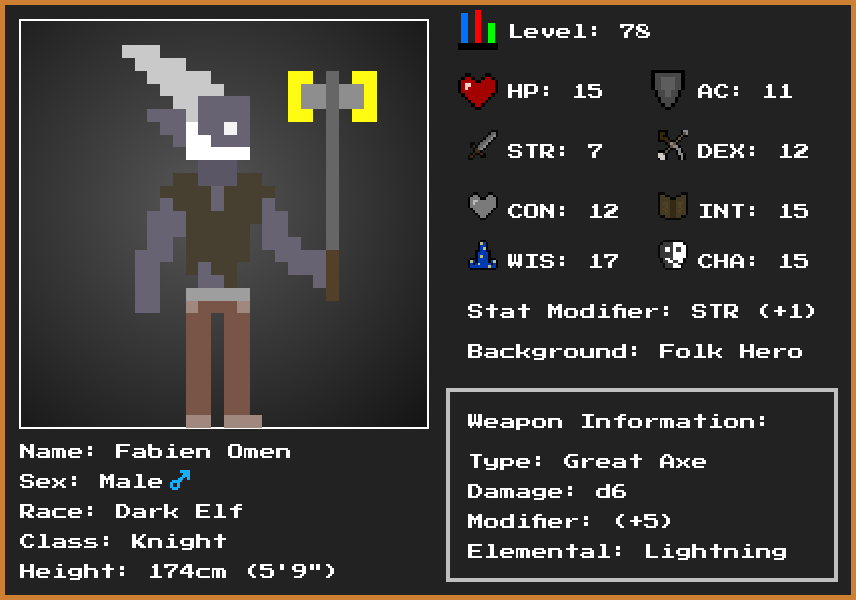 Level: 78
HP: 15
AC: 11
STR: 7
DEX: 12
CON: 12
INT: 15
WIS: 17
CHA: 15
Stat Modifier: STR (+1)
Background: Folk Hero
Weapon Information:
Type: Great Axe
Damage: d6
Modifier: (+5)
Elemental: Lightning
Name: Fabien Omen
Sex: Male ♂
Race: Dark Elf
Class: Knight
Height: 174cm (5'9")